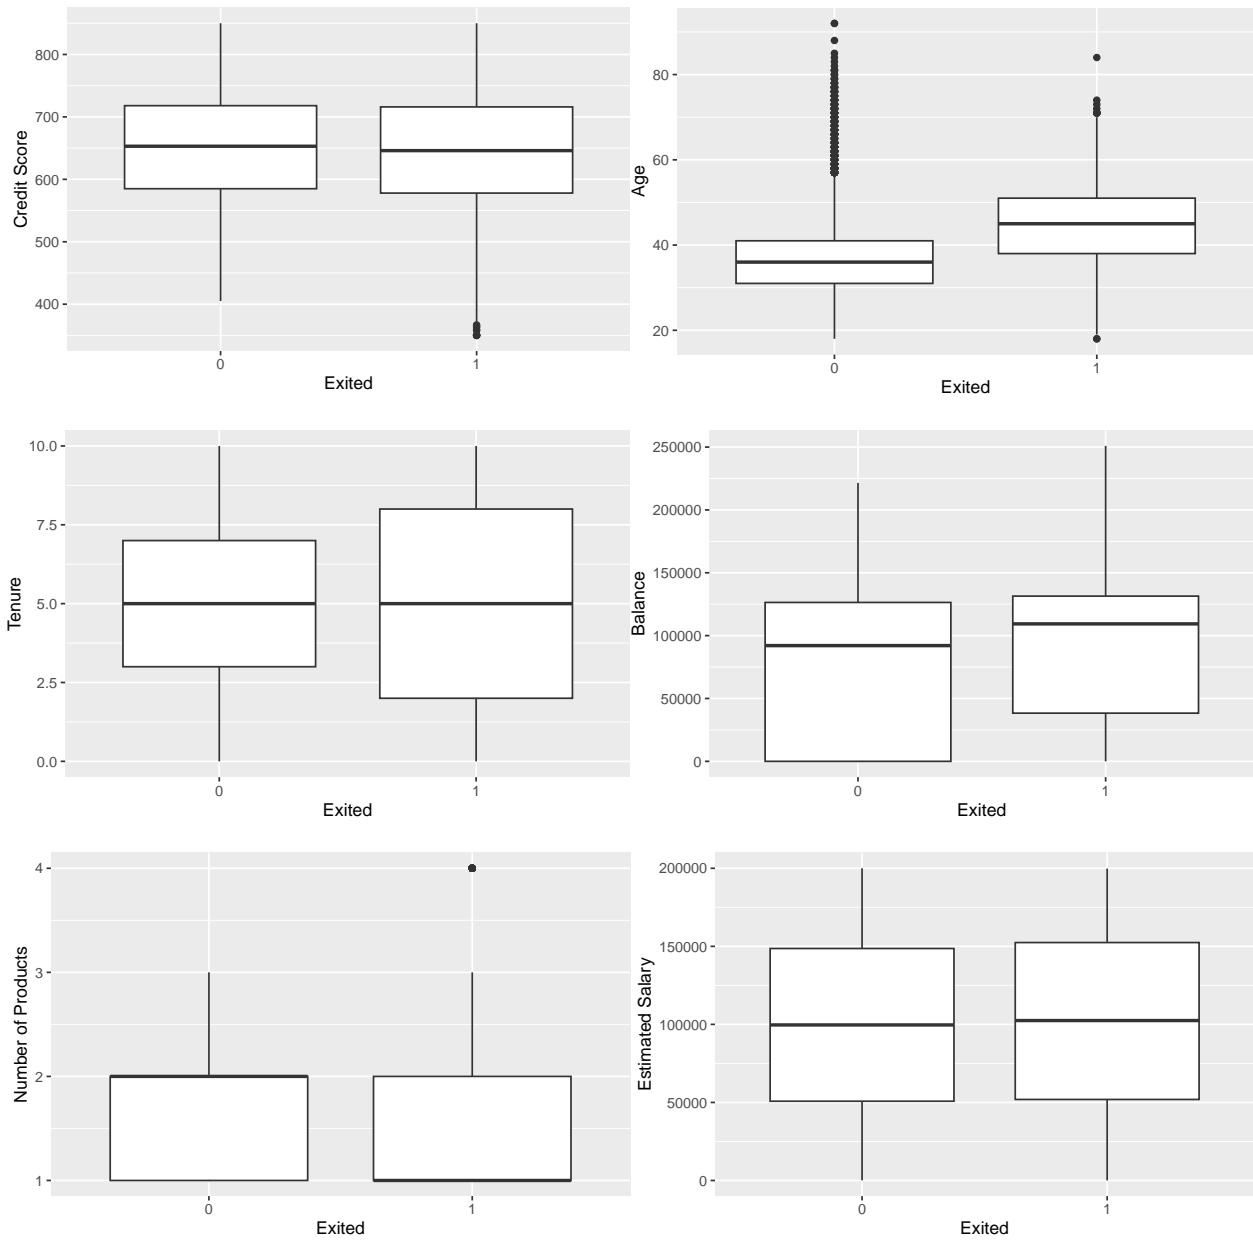 Credit Score
800
700
600
500
400
0 1
Exited
Age
80
60
40
20
0 1
Exited
Tenure
10.0
7.5
5.0
2.5
0.0
0 1
Exited
Balance
250000
200000
150000
100000
50000
0
0 1
Exited
Number of Products
4
3
2
1
0 1
Exited
Estimated Salary
200000
150000
100000
50000
0
0 1
Exited